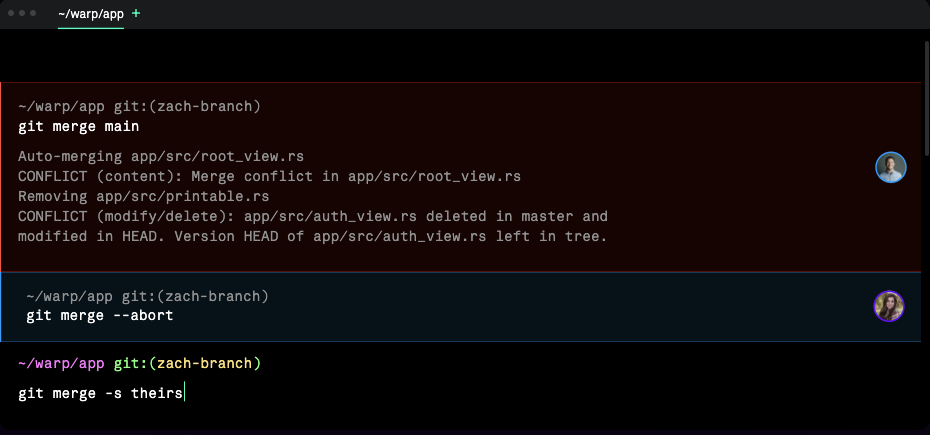 ~/warp/app +
~/warp/app git:(zach-branch)
git merge main
Auto-merging app/src/root_view.rs
CONFLICT (content): Merge conflict in app/src/root_view.rs
Removing app/src/printable.rs
CONFLICT (modify/delete): app/src/auth_view.rs deleted in master and
modified in HEAD. Version HEAD of app/src/auth_view.rs left in tree.
~/warp/app git:(zach-branch)
git merge --abort
~/warp/app git:(zach-branch)
git merge -s theirs